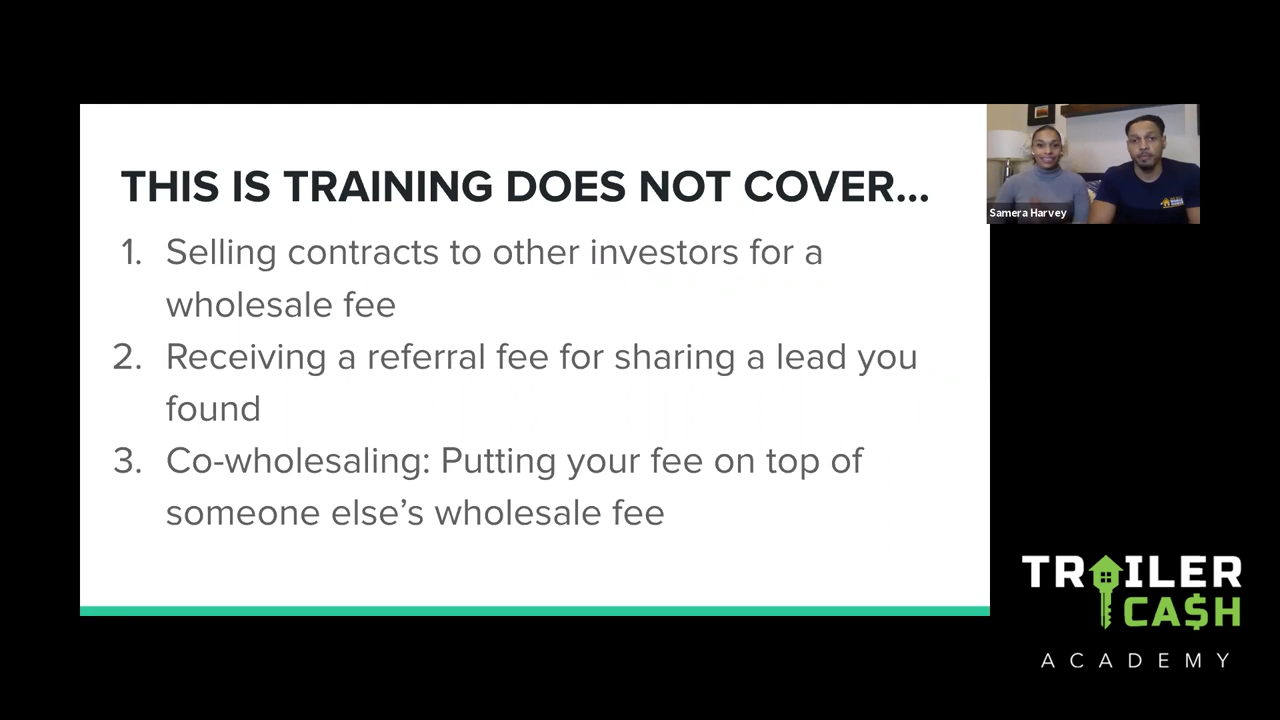 THIS IS TRAINING DOES NOT COVER...
1. Selling contracts to other investors for a
wholesale fee
2. Receiving a referral fee for sharing a lead you
found
3. Co-wholesaling: Putting your fee on top of
someone else’s wholesale fee
Samera Harvey
TRAILER
CA$H
ACADEMY